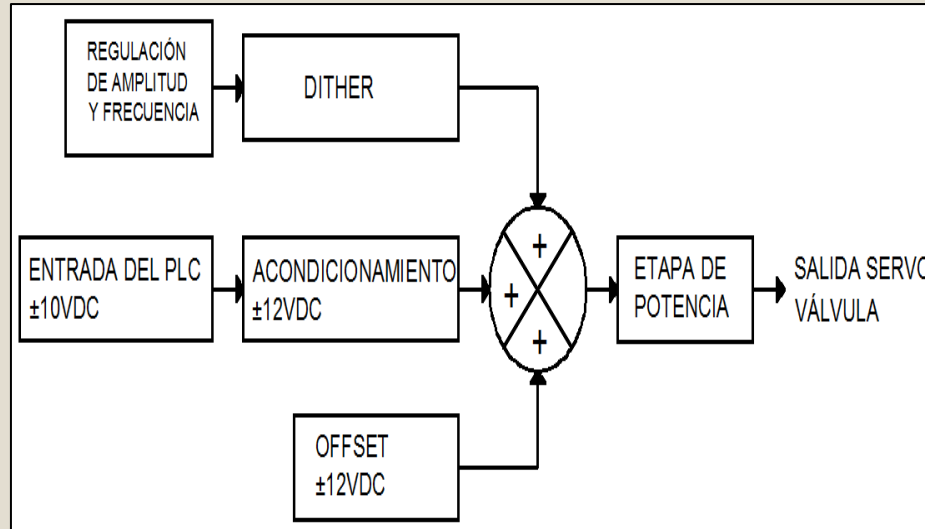 REGULACIÓN
DE AMPLITUD
Y FRECUENCIA
DITHER
+
ENTRADA DEL PLC
±10VDC
ACONDICIONAMIENTO
±12VDC
+
ETAPA DE
POTENCIA
SALIDA SERVO
VÁLVULA
+
OFFSET
±12VDC